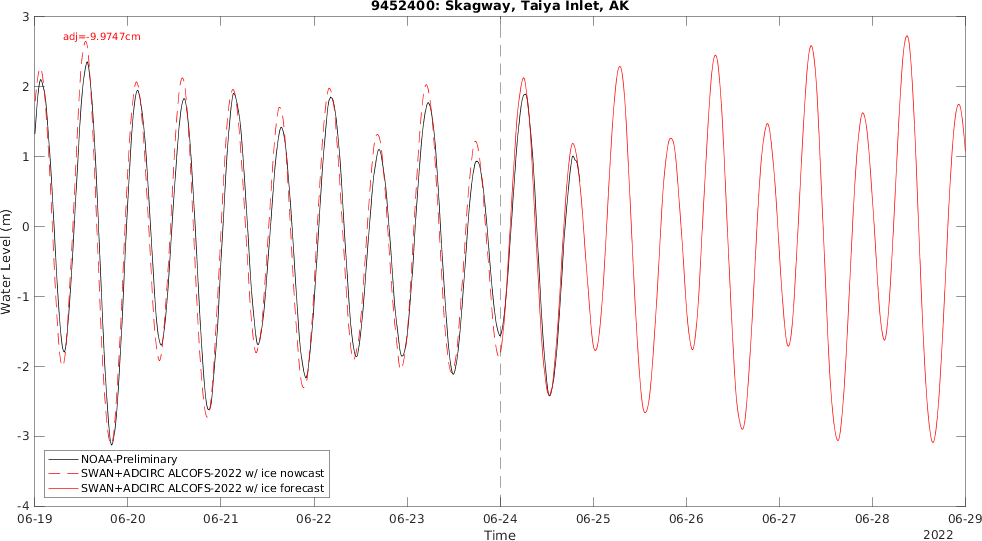 9452400: Skagway, Taiya Inlet, AK
adj=-9.9747cm
3
2
1
0
-1
-2
-3
-4
Water Level (m)
NOAA-Preliminary
SWAN+ADCIRC ALCOFS-2022 w/ ice nowcast
SWAN+ADCIRC ALCOFS-2022 w/ ice forecast
06-19 06-20 06-21 06-22 06-23 06-24 06-25 06-26 06-27 06-28 06-29
Time
2022